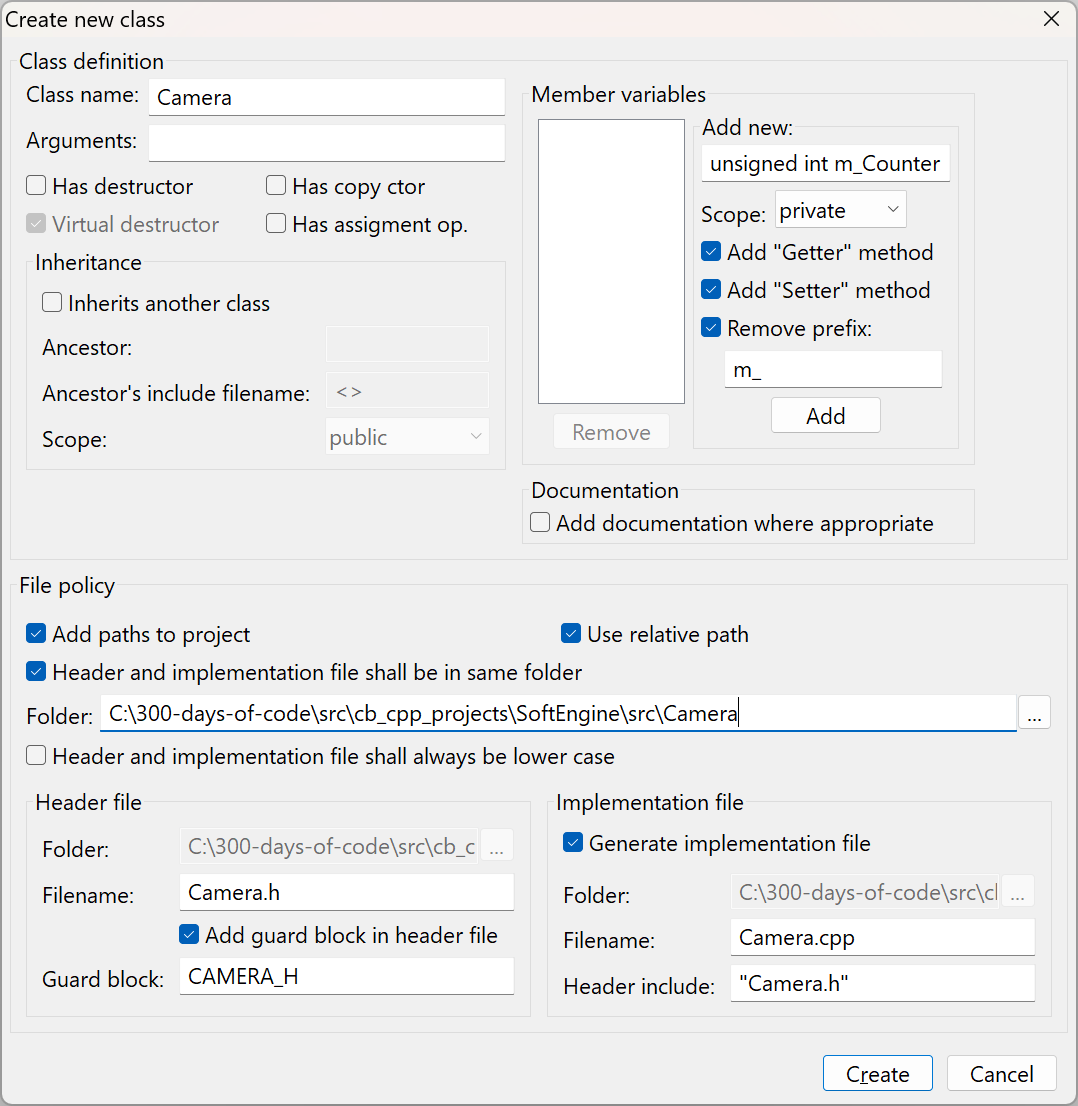 Create new class
Class definition
Class name: Camera
Arguments:
Has destructor
Has copy ctor
Virtual destructor
Has assigment op.
Inheritance
Inherits another class
Ancestor:
Ancestor's include filename: <>
Scope: public
Member variables
Add new:
unsigned int m_Counter
Scope: private
Add "Getter" method
Add "Setter" method
Remove prefix:
m_
Add
Remove
Documentation
Add documentation where appropriate
File policy
Add paths to project
Use relative path
Header and implementation file shall be in same folder
Folder: C:\300-days-of-code\src\cb_cpp_projects\SoftEngine\src\Camera ...
Header and implementation file shall always be lower case
Header file
Folder: C:\300-days-of-code\src\cb_c ...
Filename: Camera.h
Add guard block in header file
Guard block: CAMERA_H
Implementation file
Generate implementation file
Folder: C:\300-days-of-code\src\cl ...
Filename: Camera.cpp
Header include: "Camera.h"
Create
Cancel